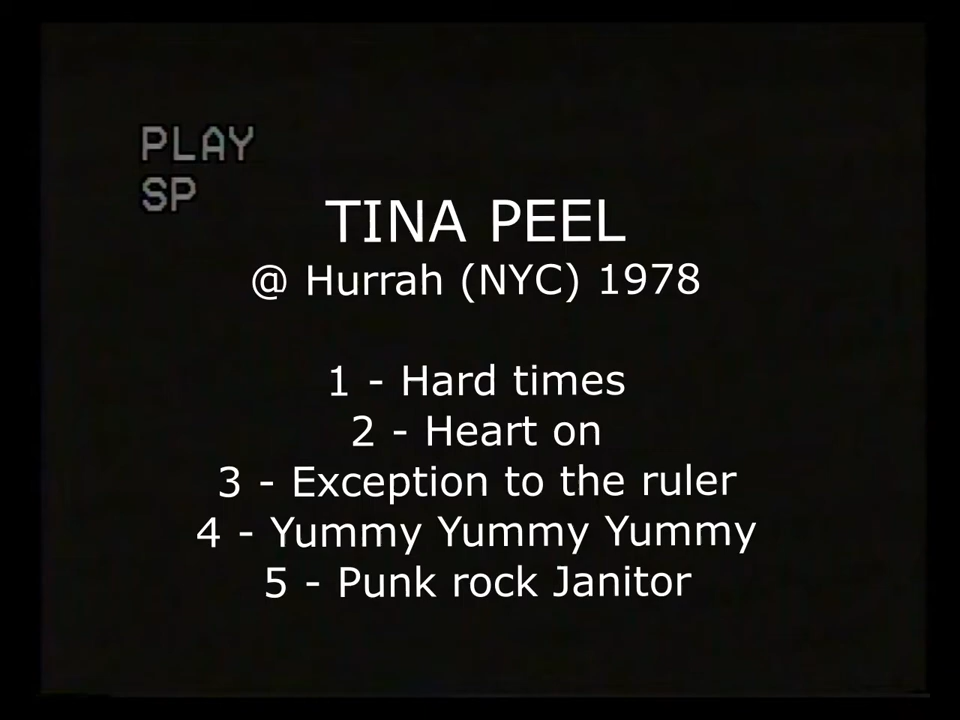 PLAY
SP
TINA PEEL
@ Hurrah (NYC) 1978
1 - Hard times
2 - Heart on
3 - Exception to the ruler
4 - Yummy Yummy Yummy
5 - Punk rock Janitor